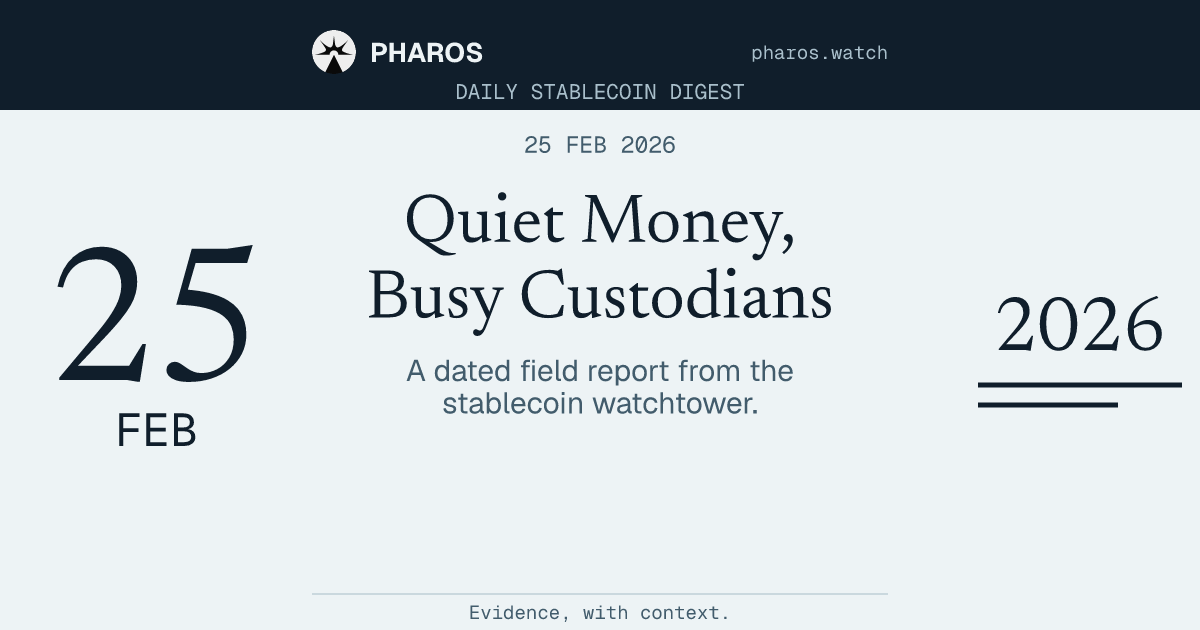 PHAROS
pharos.watch
DAILY STABLECOIN DIGEST
25 FEB 2026
Quiet Money,
Busy Custodians
A dated field report from the
stablecoin watchtower.
25
FEB
2026
Evidence, with context.